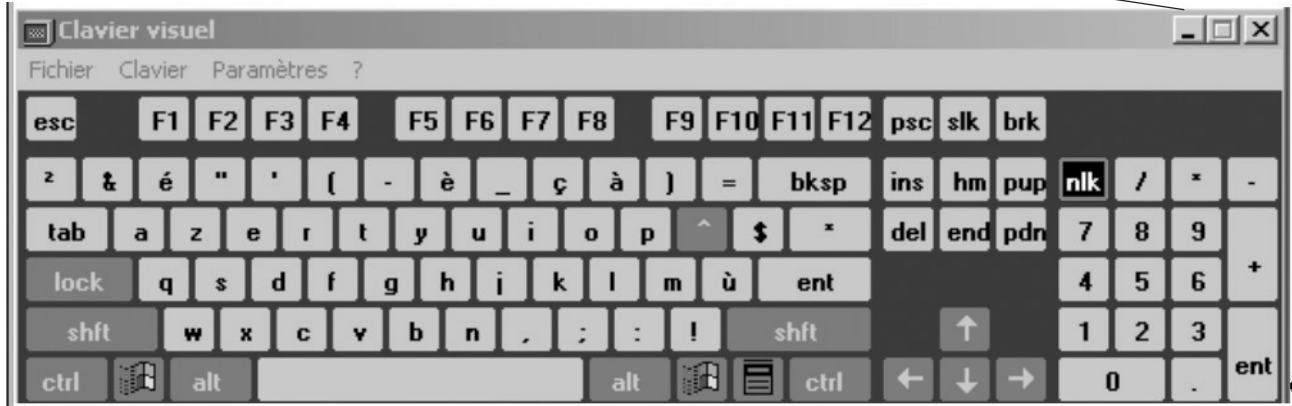 Clavier visuel
Fichier Clavier Paramètres ?
esc F1 F2 F3 F4 F5 F6 F7 F8 F9 F10 F11 F12 psc slk brk
² & é " ' ( - è _ ç à ) = bksp ins hm pup nlk / * -
tab a z e r t y u i o p ^ $ * del end pdn 7 8 9 +
lock q s d f g h j k l m ù ent 4 5 6
shft w x c v b n , ; : ! shft ↑ 1 2 3 ent
ctrl alt alt ctrl ← ↓ → 0 .